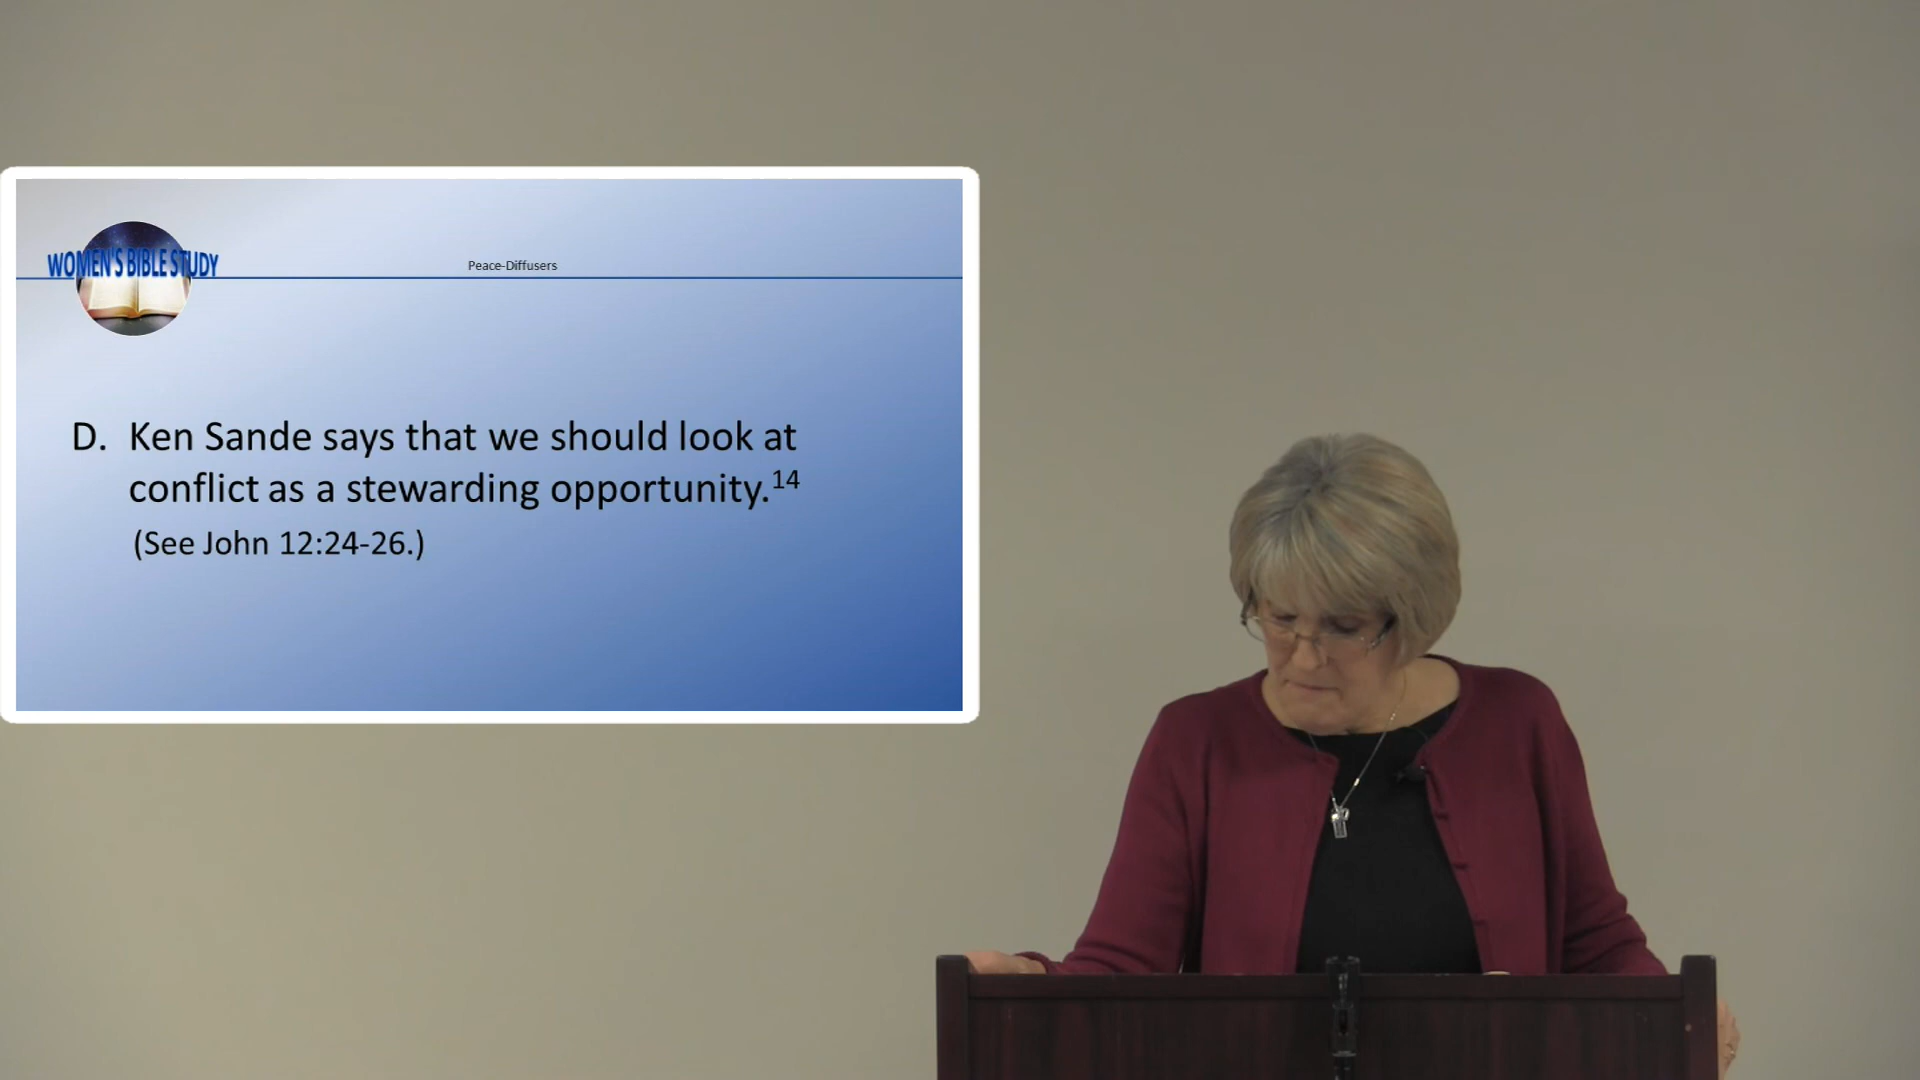 WOMEN'S BIBLE STUDY
Peace-Diffusers
D. Ken Sande says that we should look at
conflict as a stewarding opportunity.14
(See John 12:24-26.)